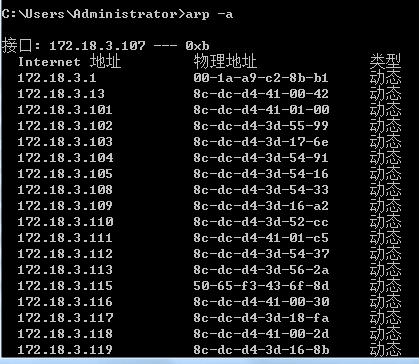 C:\Users\Administrator>arp -a
接口: 172.18.3.107 --- 0xb
Internet 地址 物理地址 类型
172.18.3.1 00-1a-a9-c2-8b-b1 动态
172.18.3.13 8c-dc-d4-41-00-42 动态
172.18.3.101 8c-dc-d4-41-01-00 动态
172.18.3.102 8c-dc-d4-3d-55-99 动态
172.18.3.103 8c-dc-d4-3d-17-6e 动态
172.18.3.104 8c-dc-d4-3d-54-91 动态
172.18.3.105 8c-dc-d4-3d-54-16 动态
172.18.3.108 8c-dc-d4-3d-54-33 动态
172.18.3.109 8c-dc-d4-3d-16-a2 动态
172.18.3.110 8c-dc-d4-3d-52-cc 动态
172.18.3.111 8c-dc-d4-41-01-c5 动态
172.18.3.112 8c-dc-d4-3d-54-37 动态
172.18.3.113 8c-dc-d4-3d-56-2a 动态
172.18.3.115 50-65-f3-43-6f-8d 动态
172.18.3.116 8c-dc-d4-41-00-30 动态
172.18.3.117 8c-dc-d4-3d-18-fa 动态
172.18.3.118 8c-dc-d4-41-00-2d 动态
172.18.3.119 8c-dc-d4-3d-16-8b 动态